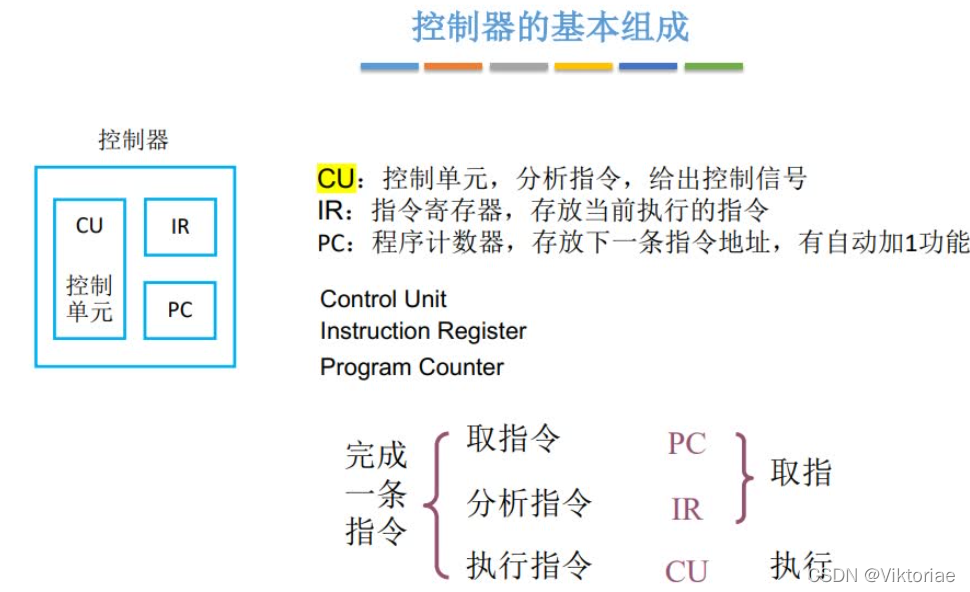 控制器的基本组成
控制器
CU
控制
单元
IR
PC
CU：控制单元，分析指令，给出控制信号
IR：指令寄存器，存放当前执行的指令
PC：程序计数器，存放下一条指令地址，有自动加1功能
Control Unit
Instruction Register
Program Counter
完成
一条
指令
取指令 PC
分析指令 IR
取指
执行指令 CU 执行
CSDN @Viktoriae